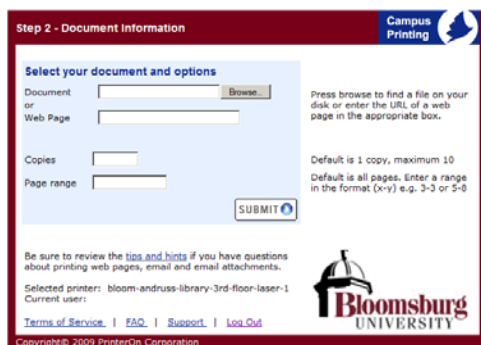 Step 2 - Document Information
Campus
Printing
Select your document and options
Document
Browse...
or
Web Page
Press browse to find a file on your
disk or enter the URL of a web
page in the appropriate box.
Copies
Default is 1 copy, maximum 10
Page range
Default is all pages. Enter a range
in the format (x-y) e.g. 3-3 or 5-8
SUBMIT
Be sure to review the tips and hints if you have questions
about printing web pages, email and email attachments.
Selected printer: bloom-andruss-library-3rd-floor-laser-1
Current user:
Bloomsburg
UNIVERSITY
Terms of Service | FAQ | Support | Log Out
Copyright© 2009 PrinterOn Corporation